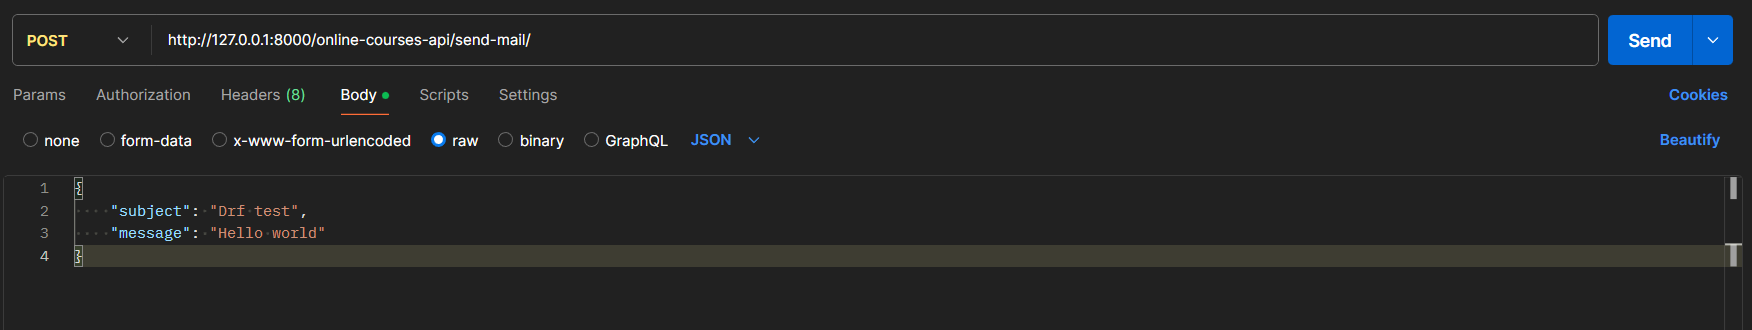 POST http://127.0.0.1:8000/online-courses-api/send-mail/ Send
Params Authorization Headers (8) Body Scripts Settings Cookies
none form-data x-www-form-urlencoded raw binary GraphQL JSON Beautify
1 {
2 "subject": "Drf test",
3 "message": "Hello world"
4 }